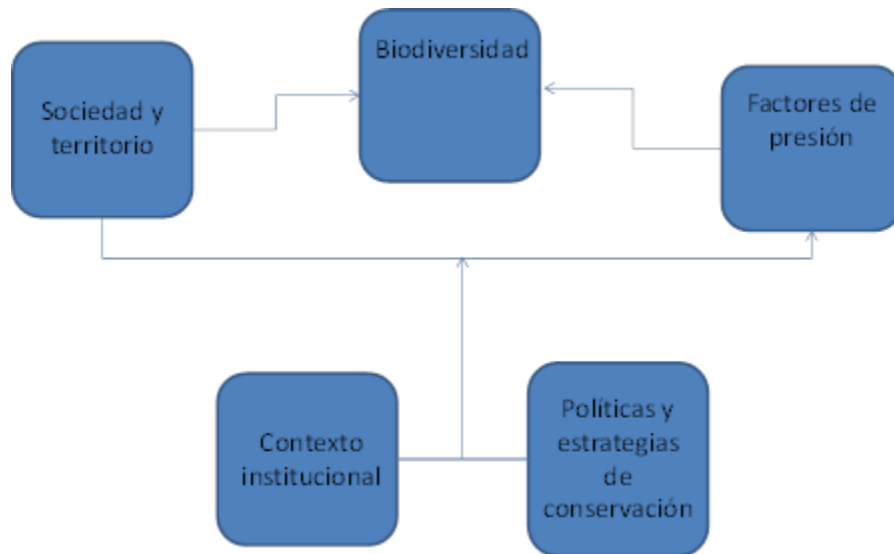 Biodiversidad
Sociedad y
territorio
Factores de
presión
Contexto
institucional
Políticas y
estrategias
de
conservación